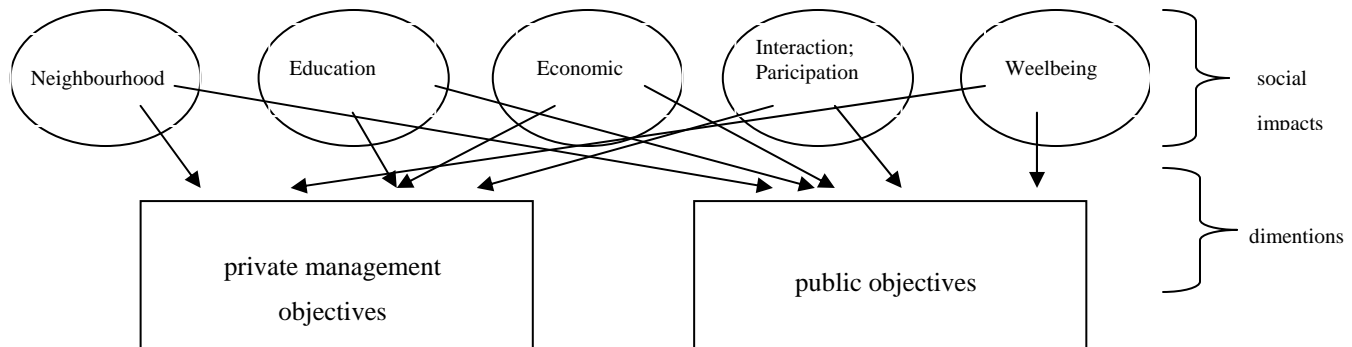 Neighbourhood
Education
Economic
Interaction;
Paricipation
Weelbeing
social
impacts
private management
objectives
public objectives
dimentions